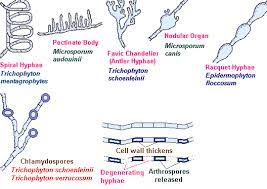 Spiral Hyphae
Trichophyton
mentagrophytes
Pectinate Body
Microsporum
audouinii
Favic Chandelier
(Antler Hyphae)
Trichophyton
schoenleinii
Nodular Organ
Microsporum
canis
Racquet Hyphae
Epidermophyton
floccosum
Chlamydospores
Trichophyton schoenleinii
Trichophyton verrucosum
Cell wall thickens
Degenerating
hyphae
Arthrospores
released